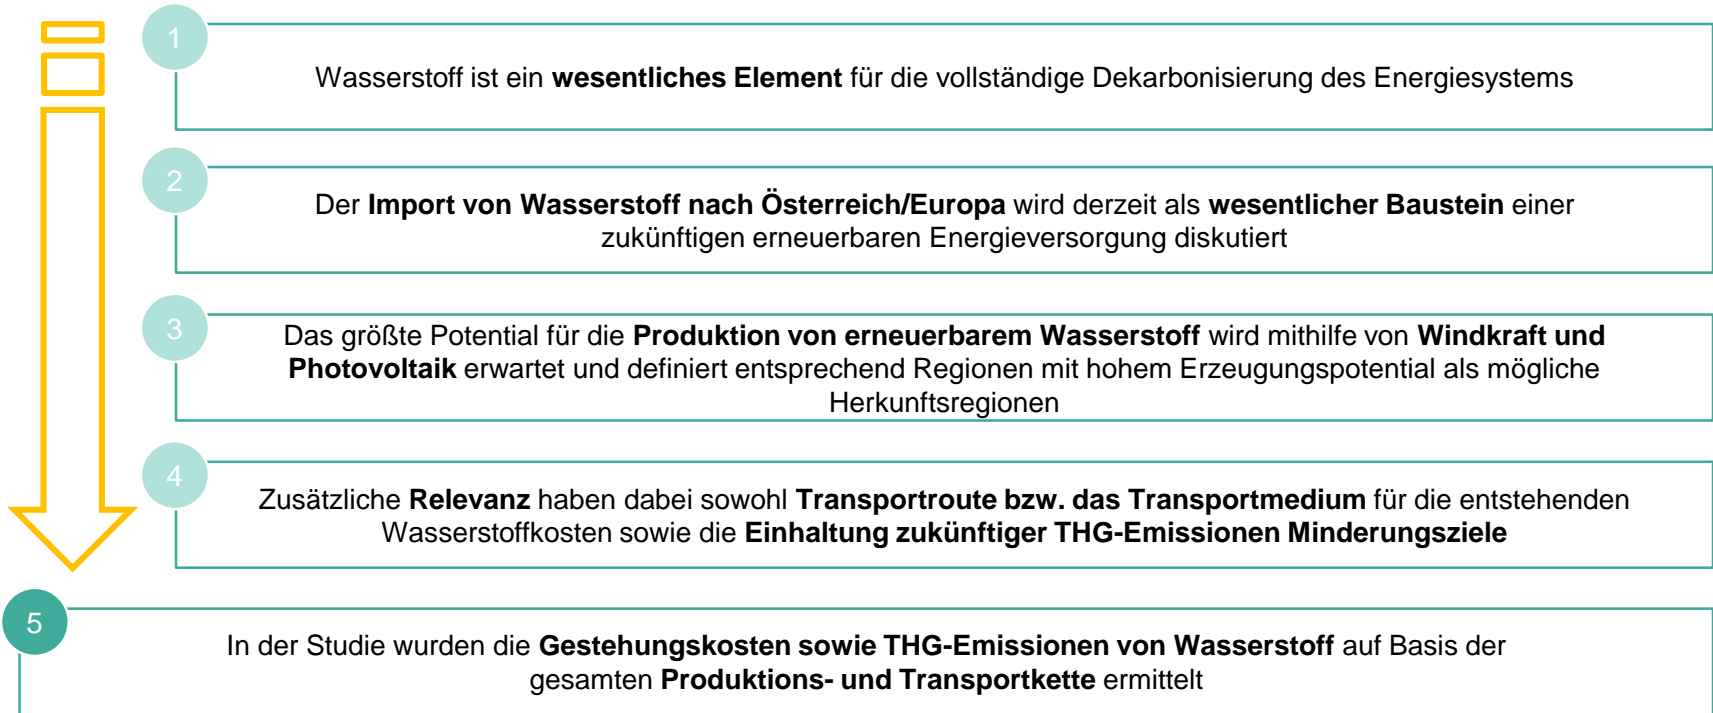 1
Wasserstoff ist ein wesentliches Element für die vollständige Dekarbonisierung des Energiesystems
2
Der Import von Wasserstoff nach Österreich/Europa wird derzeit als wesentlicher Baustein einer
zukünftigen erneuerbaren Energieversorgung diskutiert
3
Das größte Potential für die Produktion von erneuerbarem Wasserstoff wird mithilfe von Windkraft und
Photovoltaik erwartet und definiert entsprechend Regionen mit hohem Erzeugungspotential als mögliche
Herkunftsregionen
4
Zusätzliche Relevanz haben dabei sowohl Transportroute bzw. das Transportmedium für die entstehenden
Wasserstoffkosten sowie die Einhaltung zukünftiger THG-Emissionen Minderungsziele
5
In der Studie wurden die Gestehungskosten sowie THG-Emissionen von Wasserstoff auf Basis der
gesamten Produktions- und Transportkette ermittelt